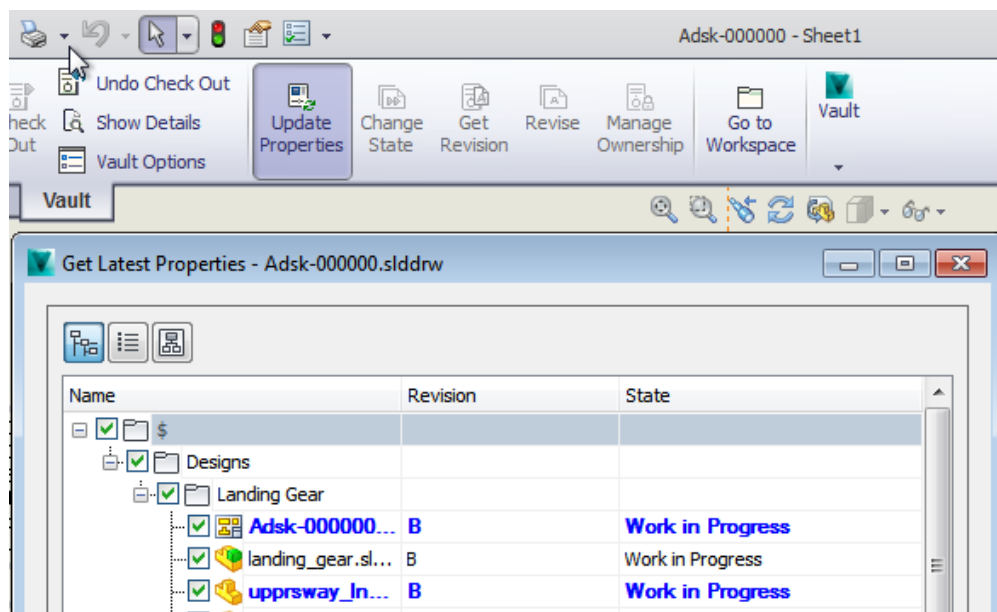 Adsk-000000 - Sheet1
Undo Check Out
Show Details
Vault Options
Update Properties
Change State
Get Revision
Revise
Manage Ownership
Go to Workspace
Vault
Vault
Get Latest Properties - Adsk-000000.slddrw
Name Revision State
$
Designs
Landing Gear
Adsk-000000... B Work in Progress
landing_gear.sl... B Work in Progress
upprsway_In... B Work in Progress